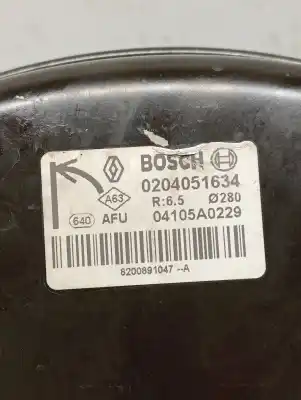 BOSCH
0204051634
A63
R:6.5 Ø280
640 AFU 04105A0229
8200891047--A